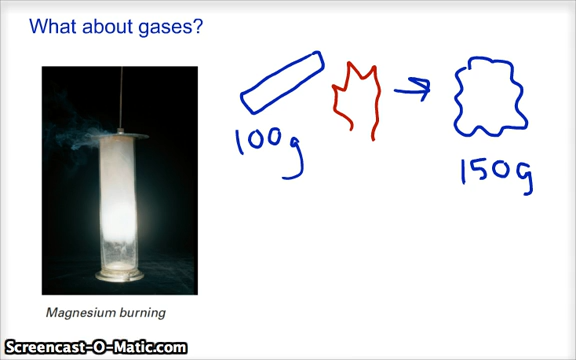 What about gases?
100g
150g
Magnesium burning
Screencast-O-Matic.com